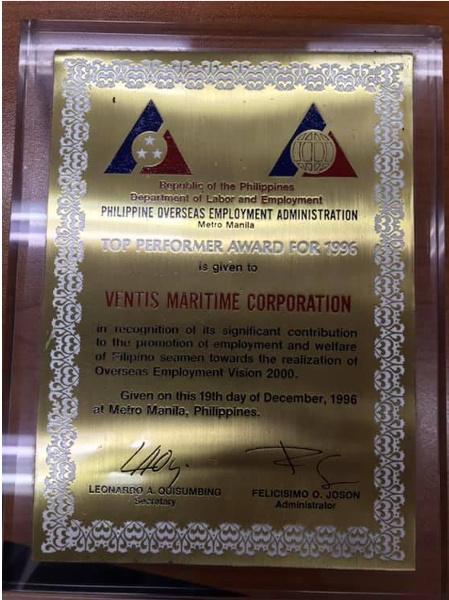 Republic of the Philippines
Department of Labor and Employment
PHILIPPINE OVERSEAS EMPLOYMENT ADMINISTRATION
Metro Manila
TOP PERFORMER AWARD FOR 1996
is given to
VENTIS MARITIME CORPORATION
in recognition of its significant contribution
to the promotion of employment and welfare
of Filipino seamen towards the realization of
Overseas Employment Vision 2000.
Given on this 19th day of December, 1996
at Metro Manila, Philippines.
LEONARDO A. QUISUMBING
Secretary
FELICISIMO O. JOSON
Administrator